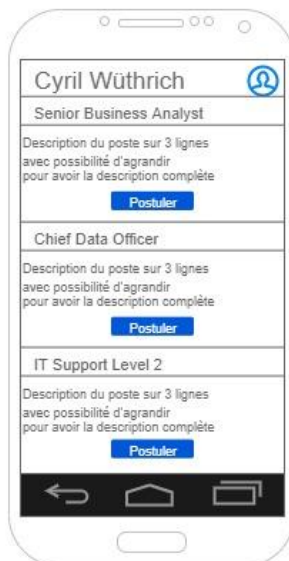 Cyril Wüthrich
Senior Business Analyst
Description du poste sur 3 lignes
avec possibilité d'agrandir
pour avoir la description complète
Postuler
Chief Data Officer
Description du poste sur 3 lignes
avec possibilité d'agrandir
pour avoir la description complète
Postuler
IT Support Level 2
Description du poste sur 3 lignes
avec possibilité d'agrandir
pour avoir la description complète
Postuler